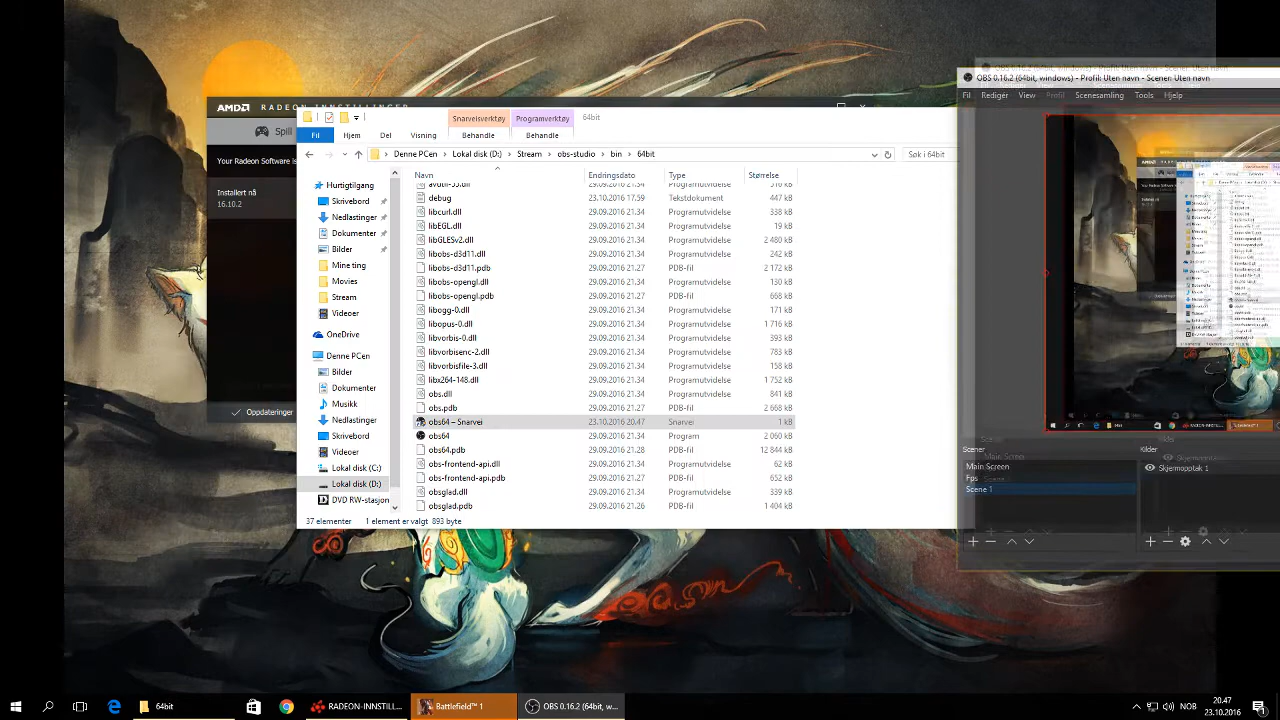 AMD RADEON INNSTILLINGER
Spill
Your Radeon Software is
Installert nå
16.10.2
Oppdateringer
Snarveisverktøy
Programverktøy
64bit
Fil
Hjem
Del
Visning
Behandle
Behandle
Denne PCen
Lokal disk (D:)
Stream
obs-studio
bin
64bit
Søk i 64bit
Navn
Endringsdato
Type
Størrelse
Hurtigtilgang
Skrivebord
Nedlastinger
Dokumenter
Bilder
Mine ting
Movies
Stream
Videoer
OneDrive
Denne PCen
Bilder
Dokumenter
Musikk
Nedlastinger
Skrivebord
Videoer
Lokal disk (C:)
Lokal disk (D:)
DVD RW-stasjon
debug 23.10.2016 17.59 Tekstdokument 447 kB
libcurl.dll 29.09.2016 21.34 Programutvidelse 338 kB
libEGL.dll 29.09.2016 21.34 Programutvidelse 19 kB
libGLESv2.dll 29.09.2016 21.34 Programutvidelse 2 480 kB
libobs-d3d11.dll 29.09.2016 21.34 Programutvidelse 242 kB
libobs-d3d11.pdb 29.09.2016 21.27 PDB-fil 2 172 kB
libobs-opengl.dll 29.09.2016 21.34 Programutvidelse 130 kB
libobs-opengl.pdb 29.09.2016 21.27 PDB-fil 668 kB
libogg-0.dll 29.09.2016 21.34 Programutvidelse 171 kB
libopus-0.dll 29.09.2016 21.34 Programutvidelse 1 716 kB
libvorbis-0.dll 29.09.2016 21.34 Programutvidelse 393 kB
libvorbisenc-2.dll 29.09.2016 21.34 Programutvidelse 783 kB
libvorbisfile-3.dll 29.09.2016 21.34 Programutvidelse 158 kB
libx264-148.dll 29.09.2016 21.34 Programutvidelse 1 752 kB
obs.dll 29.09.2016 21.34 Programutvidelse 841 kB
obs.pdb 29.09.2016 21.27 PDB-fil 2 668 kB
obs64 – Snarvei 23.10.2016 20.47 Snarvei 1 kB
obs64 29.09.2016 21.34 Program 2 060 kB
obs64.pdb 29.09.2016 21.28 PDB-fil 12 844 kB
obs-frontend-api.dll 29.09.2016 21.34 Programutvidelse 62 kB
obs-frontend-api.pdb 29.09.2016 21.27 PDB-fil 652 kB
obsglad.dll 29.09.2016 21.34 Programutvidelse 339 kB
obsglad.pdb 29.09.2016 21.26 PDB-fil 1 404 kB
37 elementer 1 element er valgt 893 byte
OBS 0.16.2 (64bit, windows) - Profil: Uten navn - Scener: Uten navn
Fil Rediger View Profil Scenesamling Tools Hjelp
Scener
Main Screen
Fps
Scene 1
Kilder
Skjermopptak 1
64bit
RADEON-INNSTILL...
Battlefield™ 1
OBS 0.16.2 (64bit, w...
NOB
20.47
23.10.2016